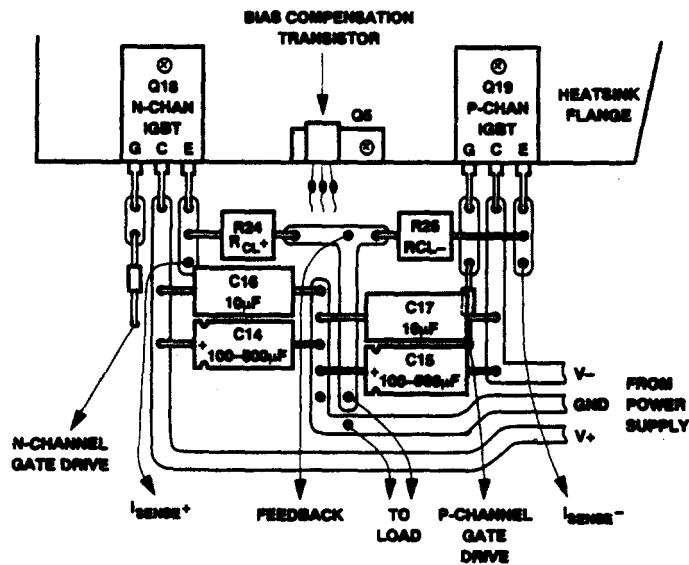 BIAS COMPENSATION
TRANSISTOR
Q18
N-CHAN
IGBT
G C E
Q5
Q19
P-CHAN
IGBT
G C E
HEATSINK
FLANGE
R24
RCL+
R25
RCL–
C16
10µF
C17
10µF
C14
+
100–500µF
C15
+
100–500µF
V–
GND
V+
FROM
POWER
SUPPLY
N-CHANNEL
GATE DRIVE
ISENSE+
FEEDBACK
TO
LOAD
P-CHANNEL
GATE
DRIVE
ISENSE–